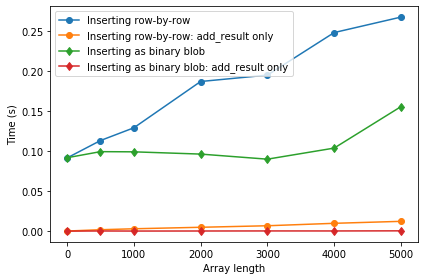 Inserting row-by-row
Inserting row-by-row: add_result only
Inserting as binary blob
Inserting as binary blob: add_result only
Time (s)
0.25
0.20
0.15
0.10
0.05
0.00
0
1000
2000
3000
4000
5000
Array length